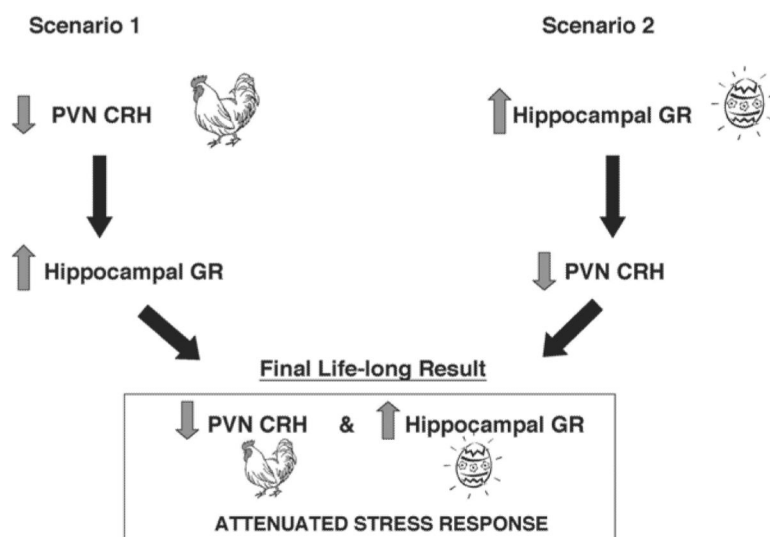 Scenario 1
Scenario 2
PVN CRH
Hippocampal GR
Hippocampal GR
PVN CRH
Final Life-long Result
PVN CRH & Hippocampal GR
ATTENUATED STRESS RESPONSE